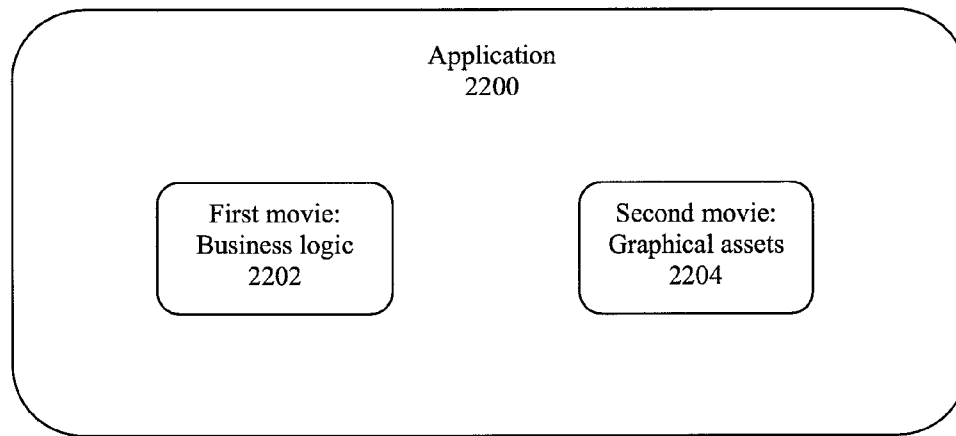 Application
2200
First movie:
Business logic
2202
Second movie:
Graphical assets
2204